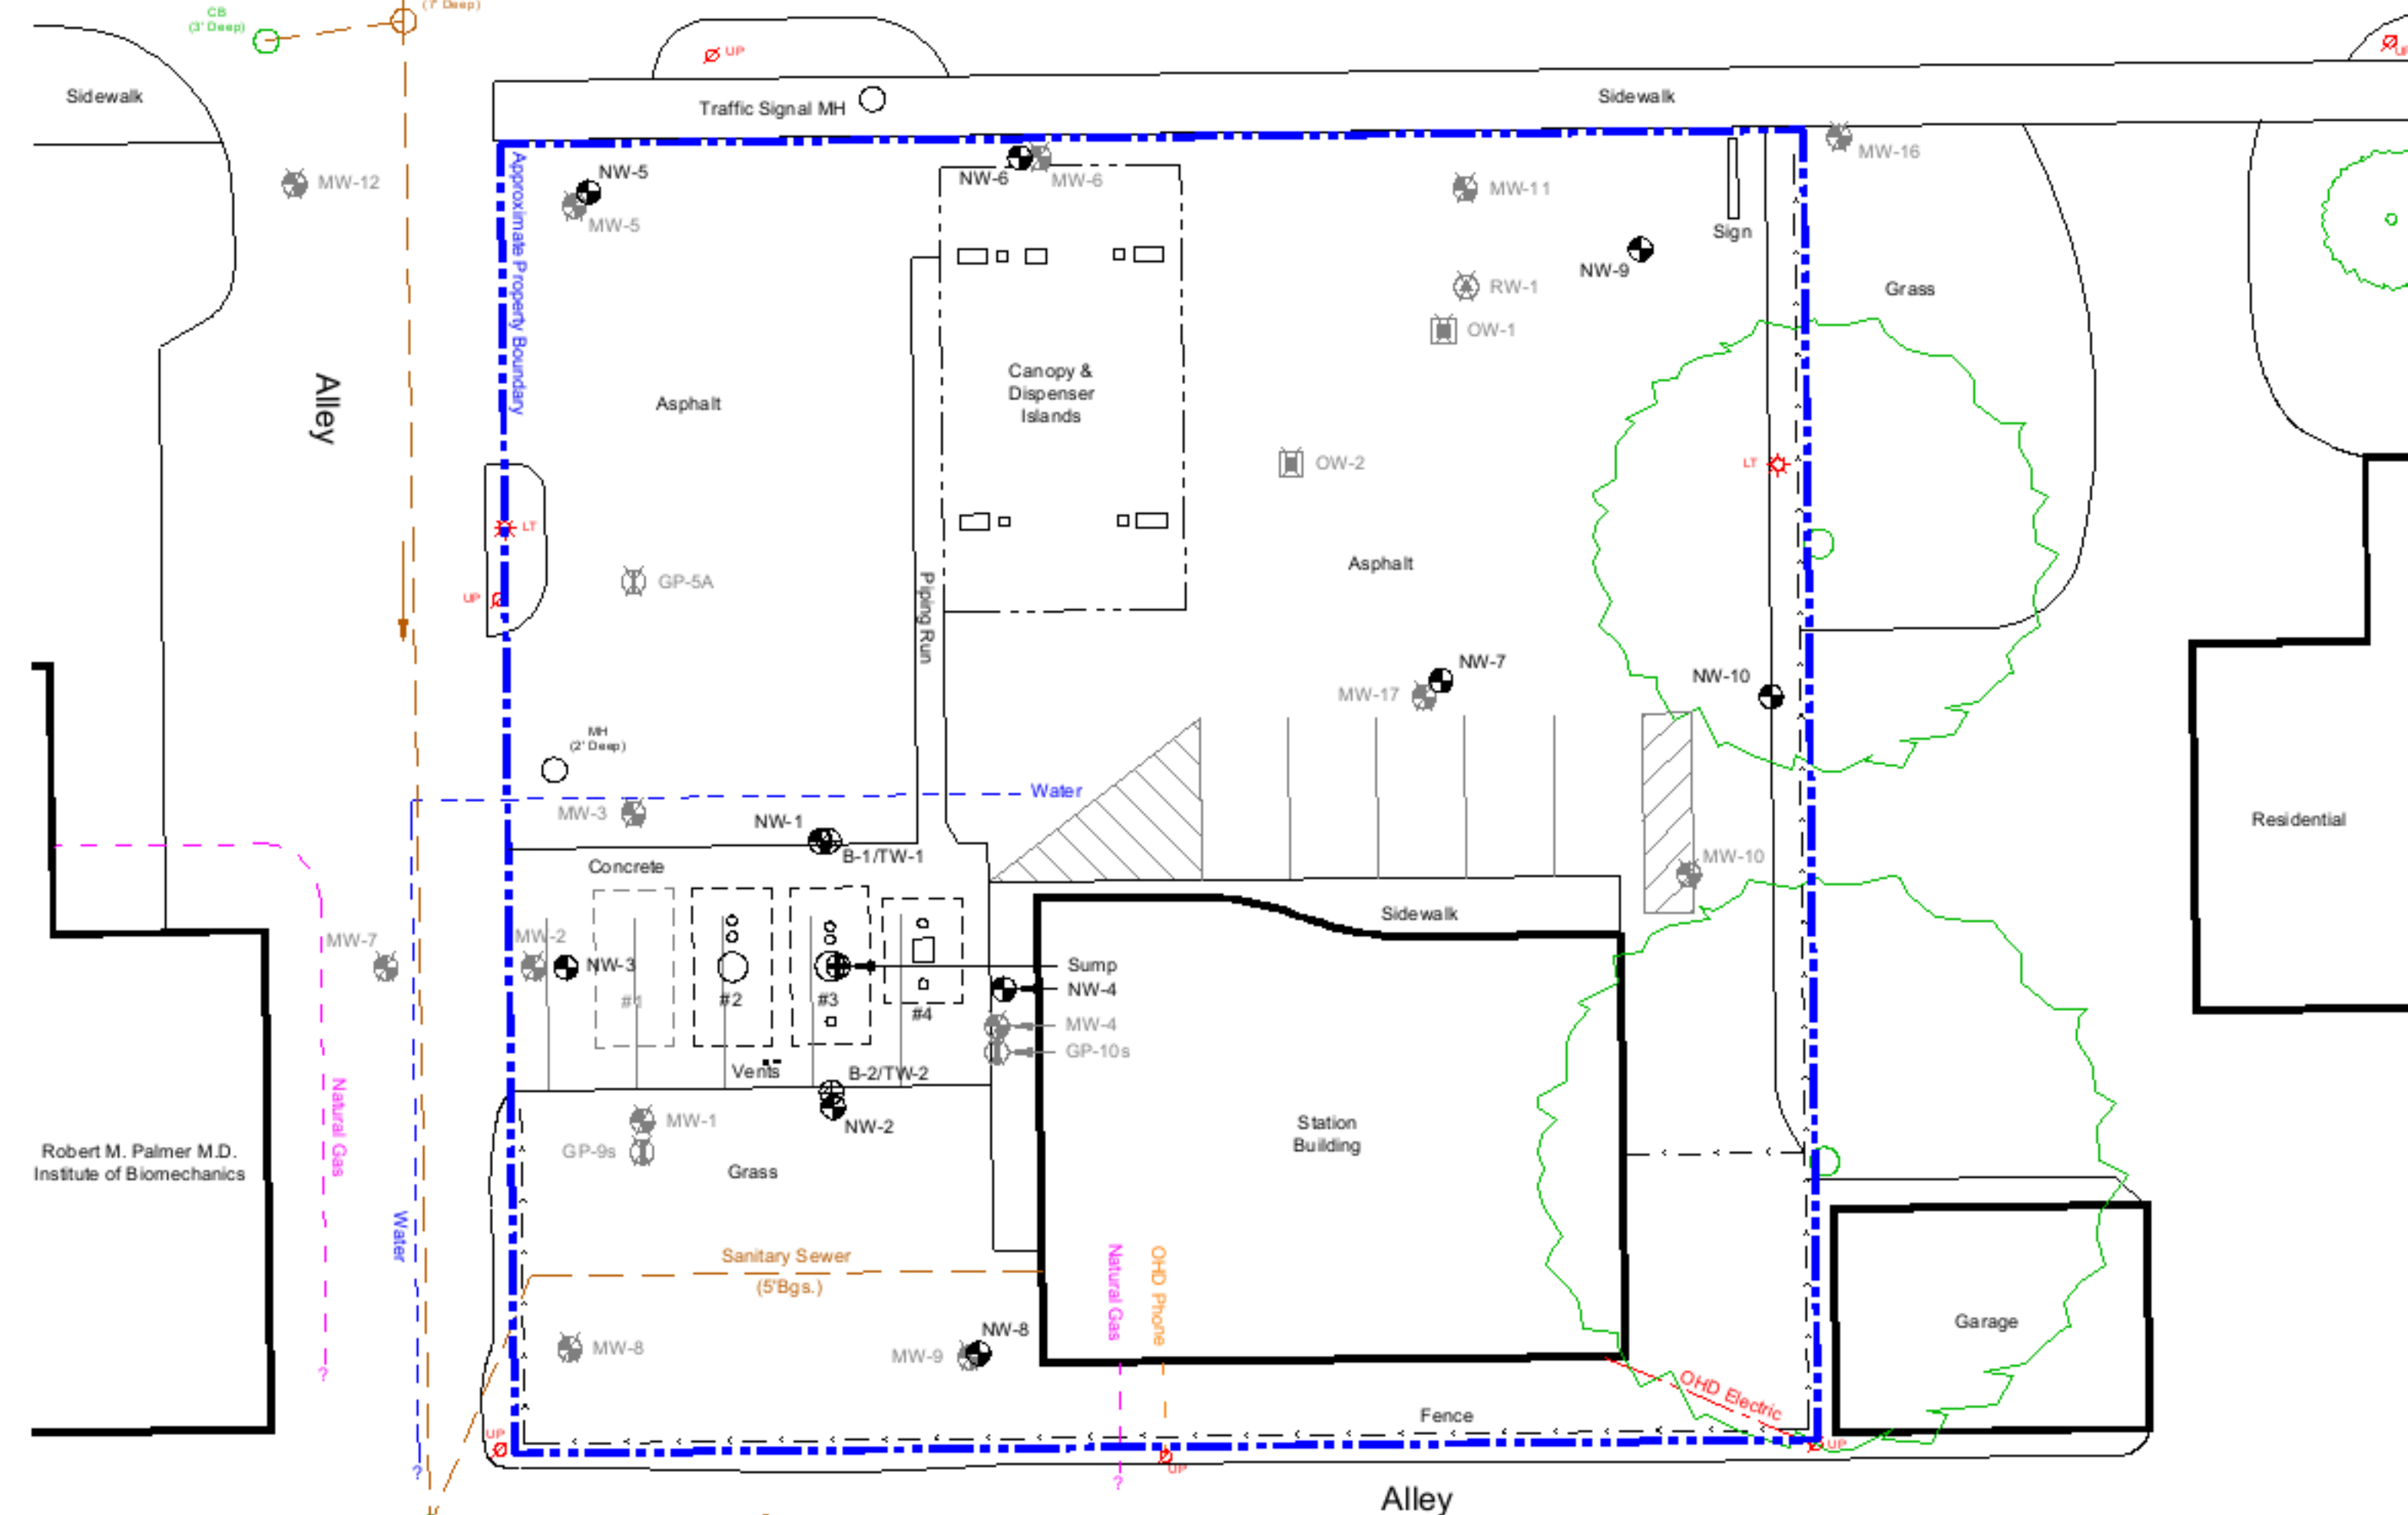 CB
(3' Deep)
(7' Deep)
UP
Sidewalk
Traffic Signal MH
Sidewalk
MW-12
NW-5
MW-5
NW-6
MW-6
MW-11
MW-16
Sign
NW-9
RW-1
OW-1
Grass
Approximate Property Boundary
Alley
Asphalt
Canopy &
Dispenser
Islands
OW-2
LT
LT
Asphalt
GP-5A
UP
Piping Run
NW-7
MW-17
NW-10
MH
(2' Deep)
Water
MW-3
NW-1
B-1/TW-1
Concrete
MW-10
Residential
Sidewalk
MW-7
MW-2
NW-3
#1
#2
#3
#4
Sump
NW-4
MW-4
GP-10s
Vents
B-2/TW-2
MW-1
NW-2
GP-9s
Grass
Station
Building
Natural Gas
Robert M. Palmer M.D.
Institute of Biomechanics
Water
Sanitary Sewer
(5'Bgs.)
Natural Gas
OHD Phone
MW-8
MW-9
NW-8
Garage
OHD Electric
Fence
?
UP
?
UP
?
UP
Alley